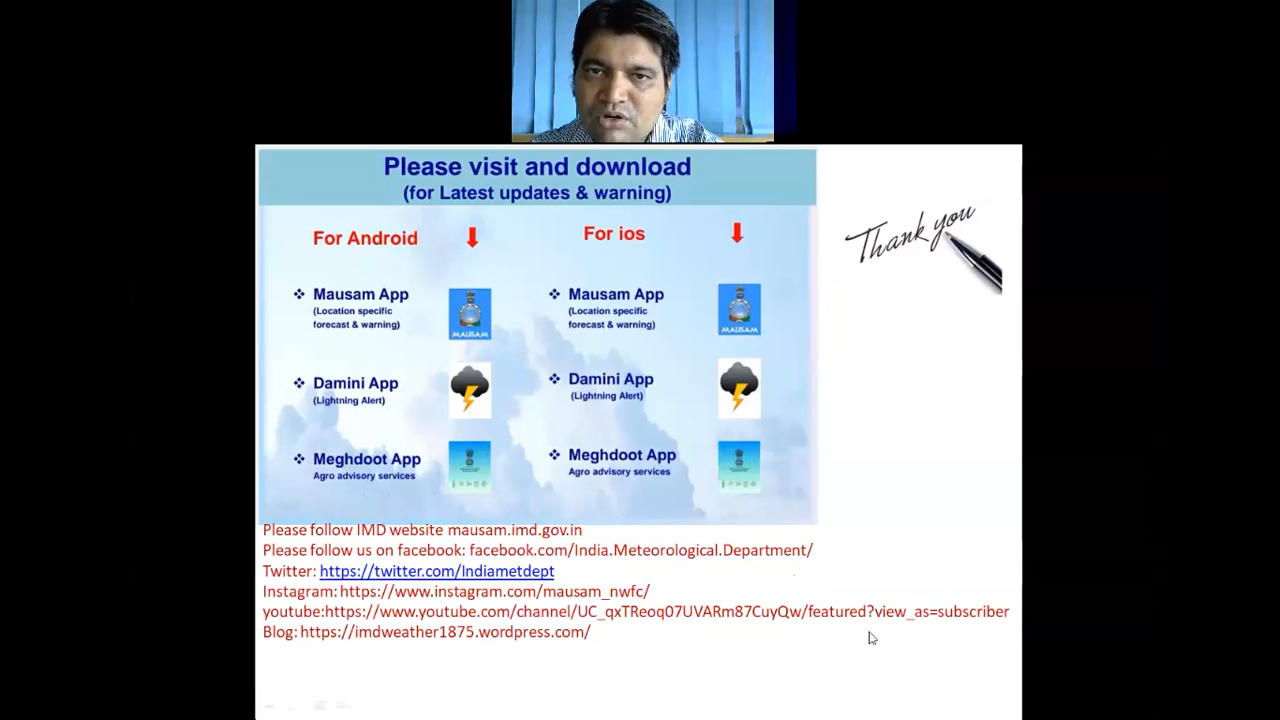 Please visit and download
(for Latest updates & warning)
For Android
For ios
Mausam App
(Location specific
forecast & warning)
MAUSAM
Mausam App
(Location specific
forecast & warning)
MAUSAM
Damini App
(Lightning Alert)
Damini App
(Lightning Alert)
Meghdoot App
Agro advisory services
Meghdoot App
Agro advisory services
Thank you
Please follow IMD website mausam.imd.gov.in
Please follow us on facebook: facebook.com/India.Meteorological.Department/
Twitter: https://twitter.com/Indiametdept
Instagram: https://www.instagram.com/mausam_nwfc/
youtube:https://www.youtube.com/channel/UC_qxTReoq07UVARm87CuyQw/featured?view_as=subscriber
Blog: https://imdweather1875.wordpress.com/